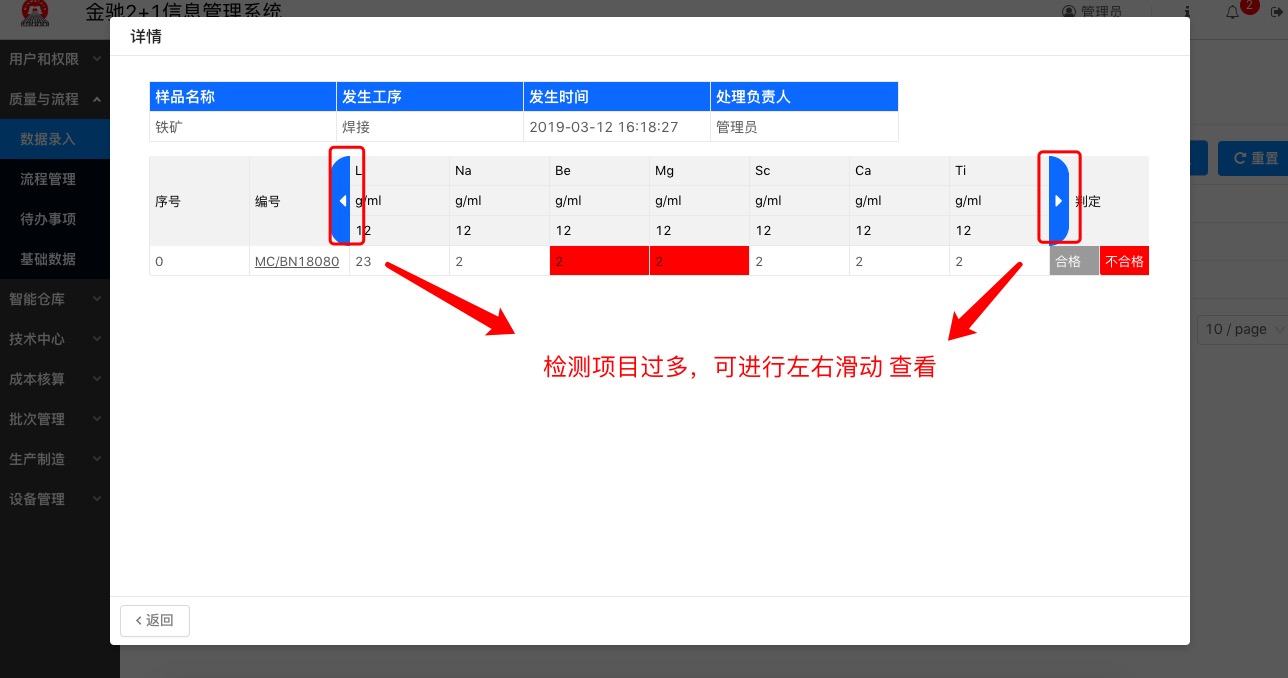 金驰2+1信息管理系统
管理员
2
详情
用户和权限
质量与流程
数据录入
流程管理
待办事项
基础数据
智能仓库
技术中心
成本核算
批次管理
生产制造
设备管理
样品名称 发生工序 发生时间 处理负责人
铁矿 焊接 2019-03-12 16:18:27 管理员
序号 编号 L Na Be Mg Sc Ca Ti 判定
g/ml g/ml g/ml g/ml g/ml g/ml g/ml
12 12 12 12 12 12 12
0 MC/BN18080 23 2 2 2 2 2 2 合格 不合格
检测项目过多，可进行左右滑动 查看
重置
10 / page
返回